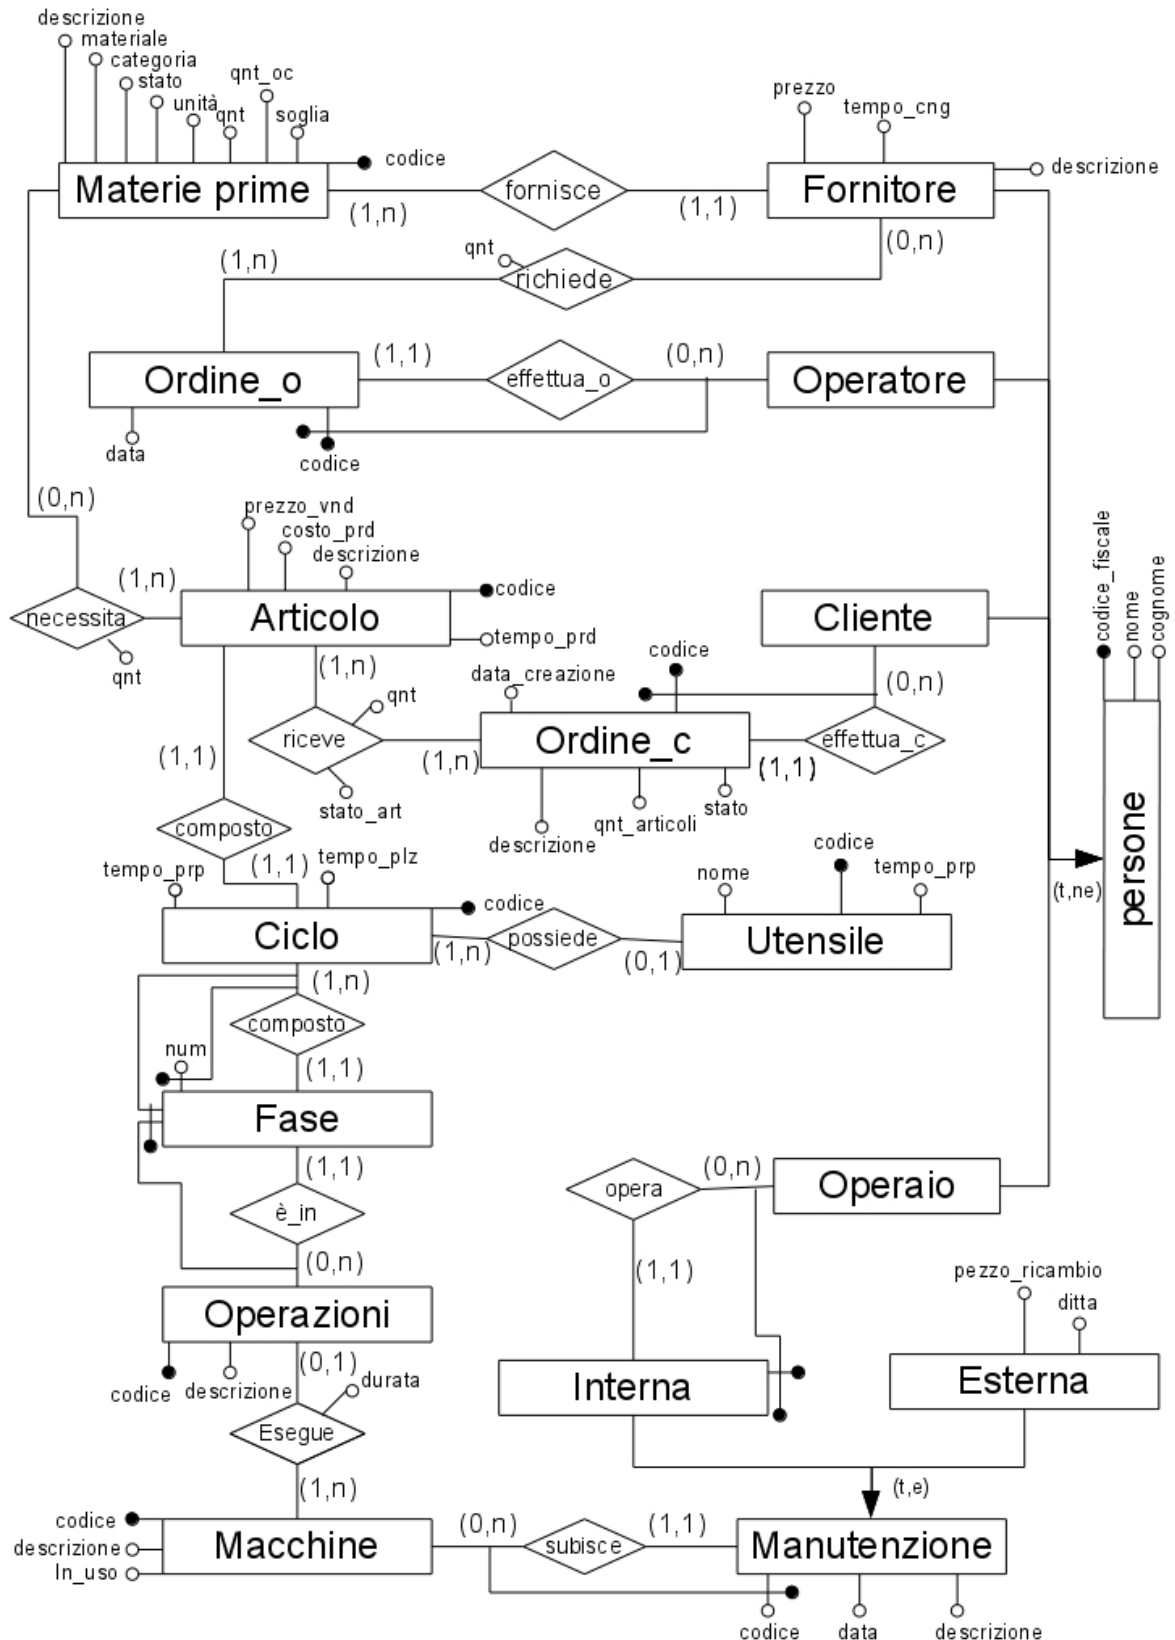 descrizione
materiale
categoria
stato
unità
qnt
qnt_oc
soglia
codice
Materie prime
(1,n)
fornisce
(1,1)
prezzo
tempo_cng
descrizione
Fornitore
(0,n)
qnt
richiede
(1,n)
Ordine_o
(1,1)
effettua_o
(0,n)
Operatore
data
codice
(0,n)
prezzo_vnd
costo_prd
descrizione
codice
tempo_prd
(1,n)
necessita
qnt
Articolo
Cliente
codice_fiscale
nome
cognome
(1,n)
qnt
riceve
stato_art
(1,n)
data_creazione
codice
(0,n)
Ordine_c
effettua_c
(1,1)
descrizione
qnt_articoli
stato
(1,1)
composto
(1,1)
tempo_prp
tempo_plz
codice
Ciclo
(1,n)
possiede
(0,1)
nome
codice
tempo_prp
Utensile
(t,ne)
persone
(1,n)
composto
num
(1,1)
Fase
(1,1)
è_in
(0,n)
Operazioni
codice
descrizione
(0,1)
durata
Esegue
(1,n)
opera
(0,n)
Operaio
(1,1)
pezzo_ricambio
ditta
Interna
Esterna
(t,e)
codice
descrizione
In_uso
Macchine
(0,n)
subisce
(1,1)
Manutenzione
codice
data
descrizione